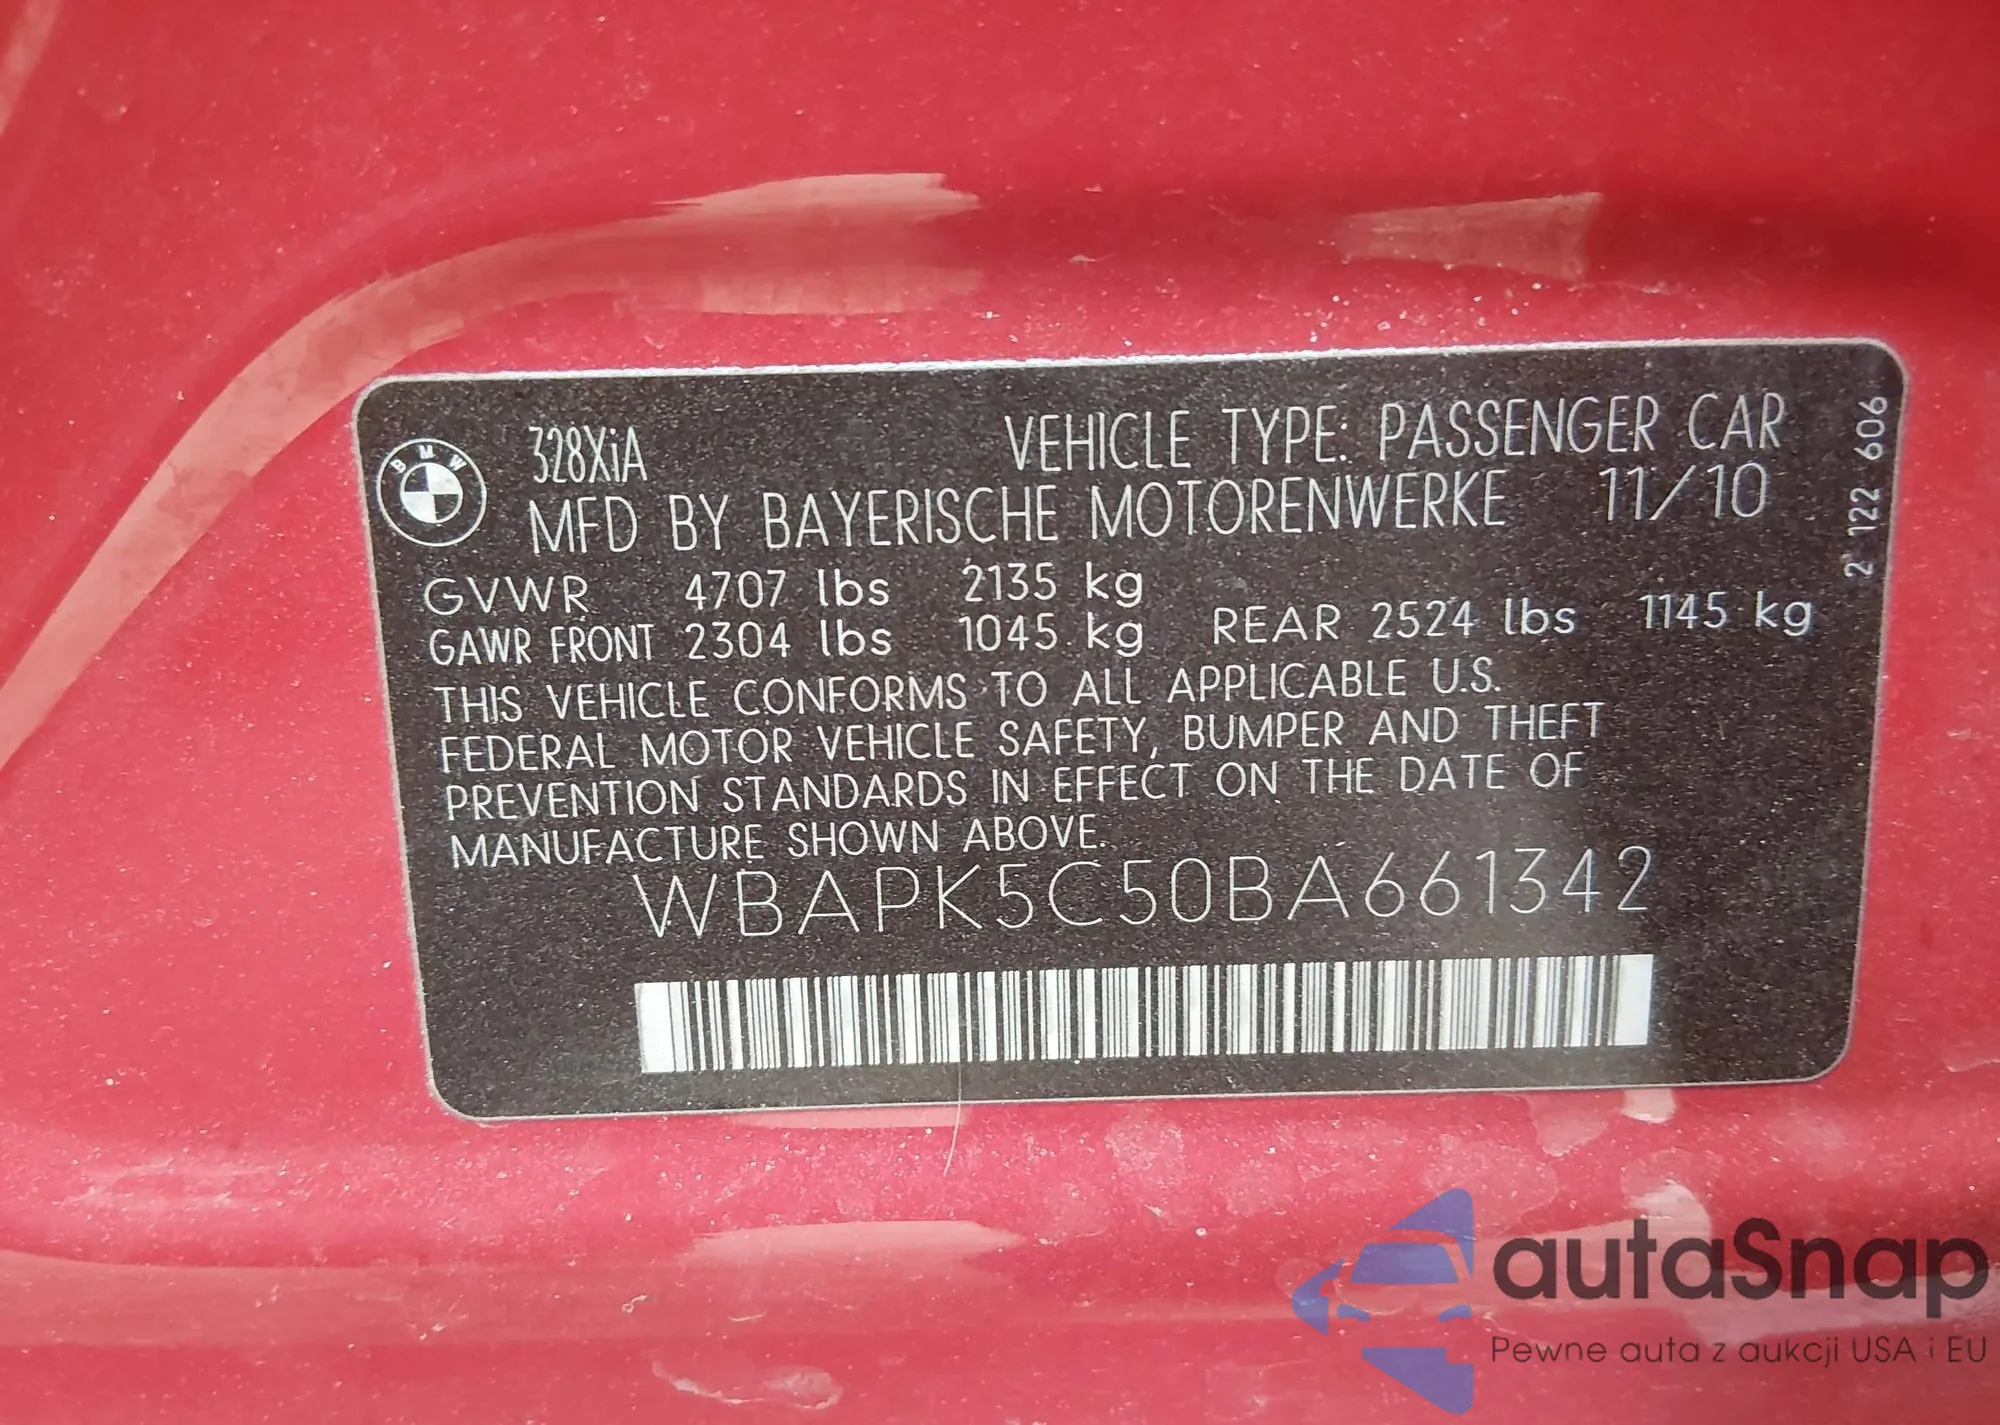 BMW
328XiA VEHICLE TYPE: PASSENGER CAR
MFD BY BAYERISCHE MOTORENWERKE 11/10
GVWR 4707 lbs 2135 kg
GAWR FRONT 2304 lbs 1045 kg REAR 2524 lbs 1145 kg
THIS VEHICLE CONFORMS TO ALL APPLICABLE U.S.
FEDERAL MOTOR VEHICLE SAFETY, BUMPER AND THEFT
PREVENTION STANDARDS IN EFFECT ON THE DATE OF
MANUFACTURE SHOWN ABOVE.
WBAPK5C50BA661342
2 122 606
autaSnap
Pewne auta z aukcji USA i EU